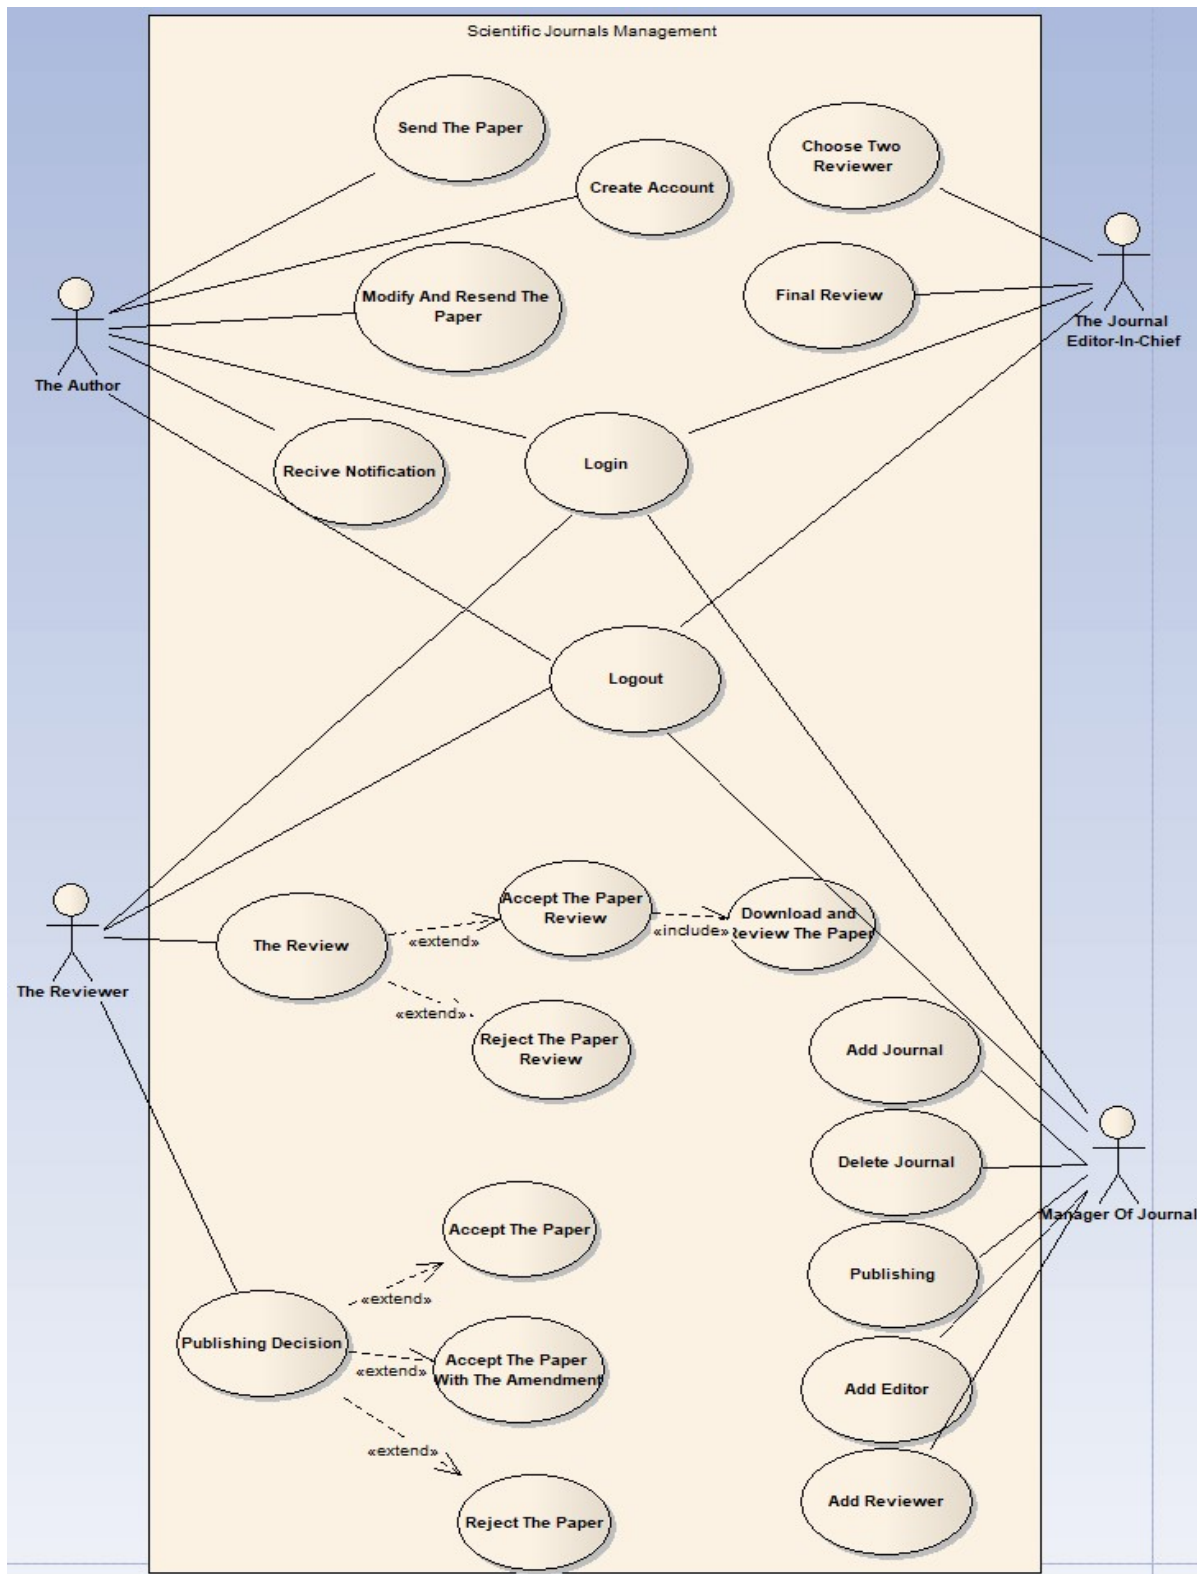 Scientific Journals Management
Send The Paper
Choose Two
Reviewer
Create Account
Modify And Resend The
Paper
Final Review
The Journal
Editor-In-Chief
The Author
Recive Notification
Login
Logout
Accept The Paper
Review
Download and
Review The Paper
«include»
The Review
«extend»
The Reviewer
«extend»
Reject The Paper
Review
Add Journal
Delete Journal
Manager Of Journal
Accept The Paper
Publishing
«extend»
Publishing Decision
Accept The Paper
With The Amendment
«extend»
Add Editor
«extend»
Add Reviewer
Reject The Paper